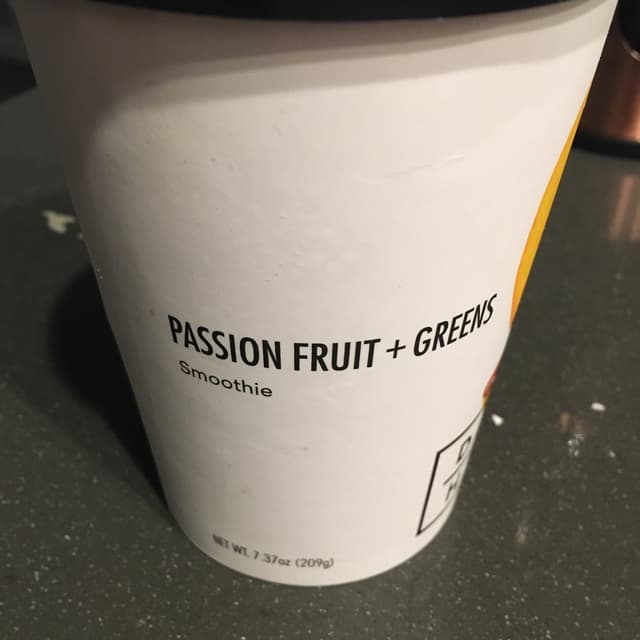 PASSION FRUIT + GREENS
Smoothie
D
H
NET WT. 7.37oz (209g)